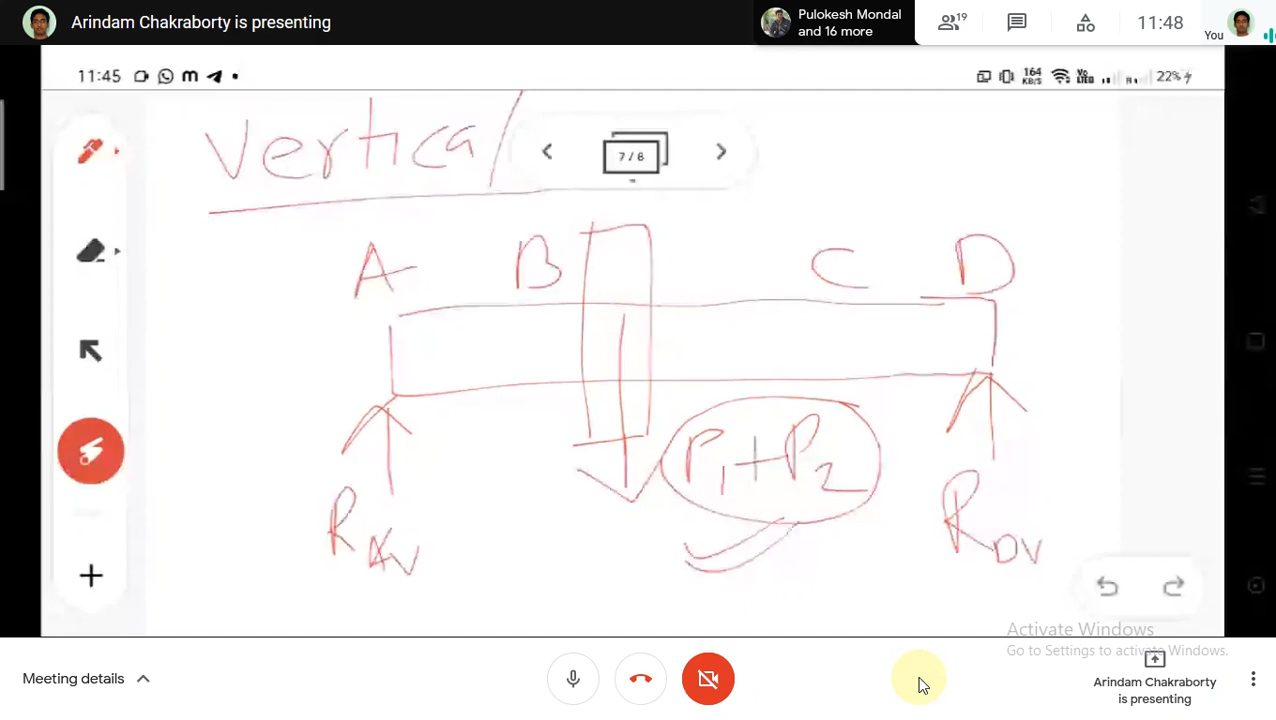 Arindam Chakraborty is presenting
Pulokesh Mondal
and 16 more
19
11:48
You
11:45
m
164
KB/S
Vo
LTE
22%
Vertical
7 / 8
A B C D
P1+P2
RAV
RDV
Activate Windows
Go to Settings to activate Windows.
Meeting details
Arindam Chakraborty
is presenting